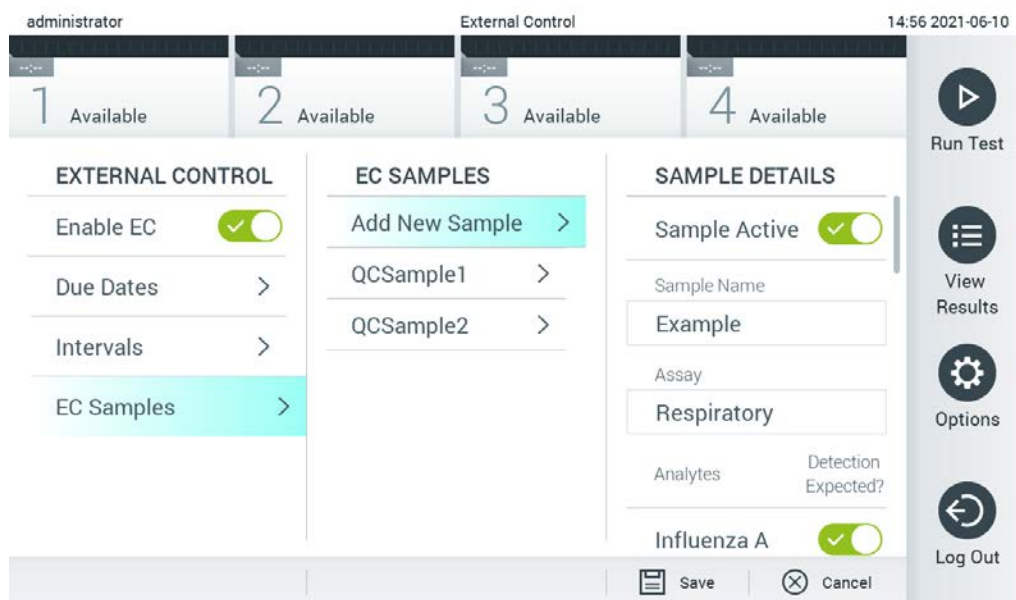 administrator
External Control
14:56 2021-06-10
--:--
--:--
--:--
--:--
1 Available
2 Available
3 Available
4 Available
Run Test
View
Results
Options
Log Out
EXTERNAL CONTROL
Enable EC
Due Dates
Intervals
EC Samples
EC SAMPLES
Add New Sample
QCSample1
QCSample2
SAMPLE DETAILS
Sample Active
Sample Name
Example
Assay
Respiratory
Analytes
Detection
Expected?
Influenza A
Save
Cancel